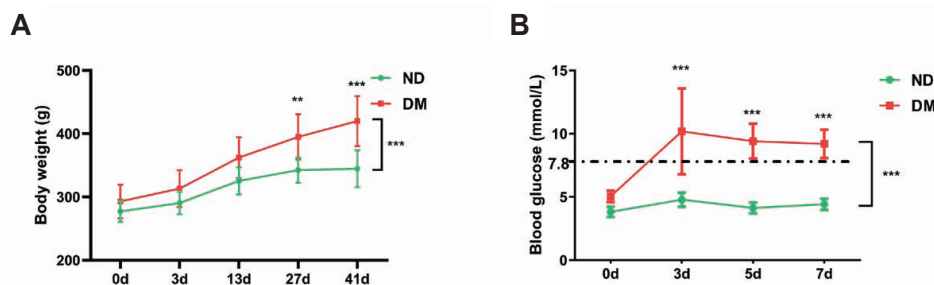 A
Body weight (g)
500
400
300
200
0d 3d 13d 27d 41d
** ***
***
ND
DM
B
Blood glucose (mmol/L)
15
10
7.8
5
0
0d 3d 5d 7d
*** *** ***
***
ND
DM